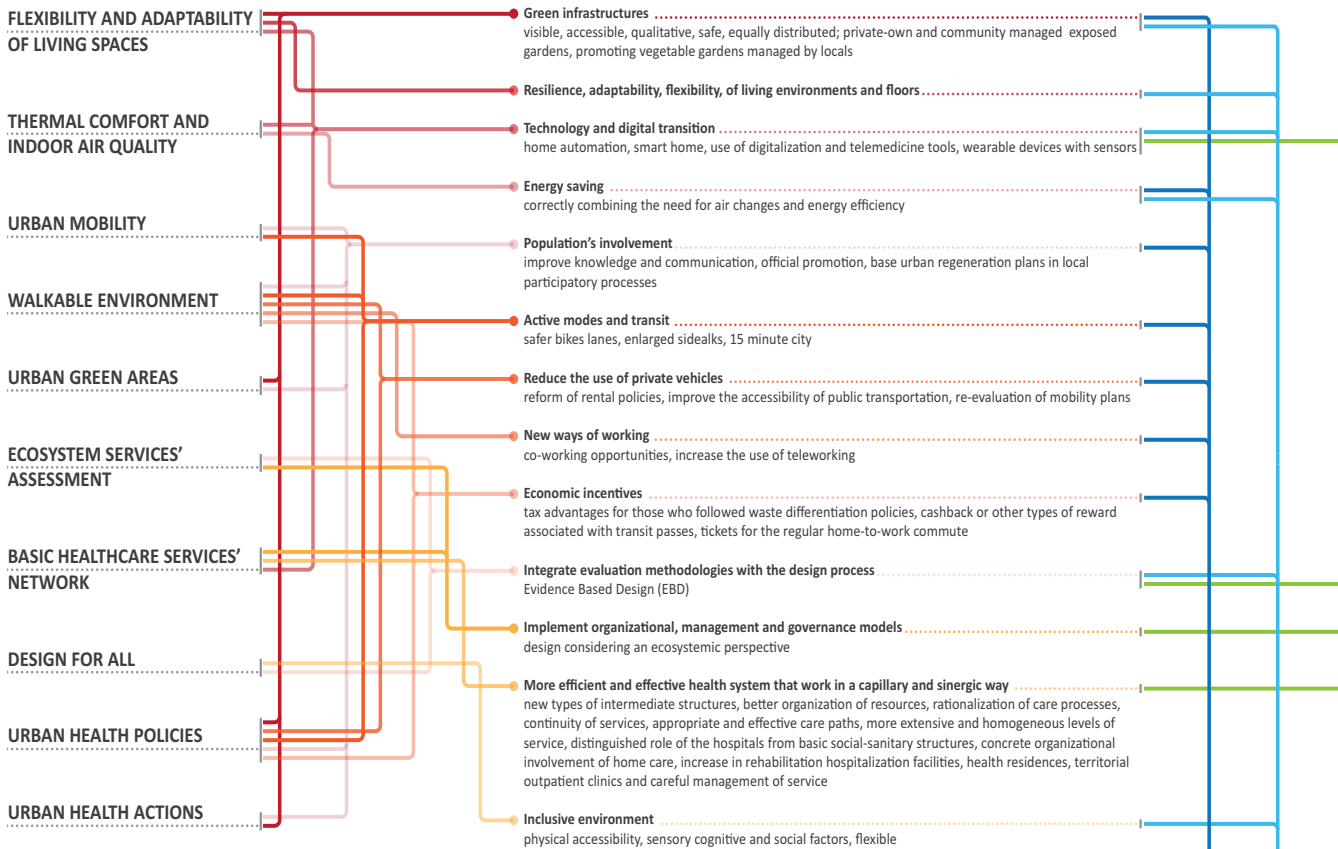 FLEXIBILITY AND ADAPTABILITY
OF LIVING SPACES
THERMAL COMFORT AND
INDOOR AIR QUALITY
URBAN MOBILITY
WALKABLE ENVIRONMENT
URBAN GREEN AREAS
ECOSYSTEM SERVICES’
ASSESSMENT
BASIC HEALTHCARE SERVICES’
NETWORK
DESIGN FOR ALL
URBAN HEALTH POLICIES
URBAN HEALTH ACTIONS
Green infrastructures
visible, accessible, qualitative, safe, equally distributed; private-own and community managed exposed
gardens, promoting vegetable gardens managed by locals
Resilience, adaptability, flexibility, of living environments and floors
Technology and digital transition
home automation, smart home, use of digitalization and telemedicine tools, wearable devices with sensors
Energy saving
correctly combining the need for air changes and energy efficiency
Population’s involvement
improve knowledge and communication, official promotion, base urban regeneration plans in local
participatory processes
Active modes and transit
safer bikes lanes, enlarged sidealks, 15 minute city
Reduce the use of private vehicles
reform of rental policies, improve the accessibility of public transportation, re-evaluation of mobility plans
New ways of working
co-working opportunities, increase the use of teleworking
Economic incentives
tax advantages for those who followed waste differentiation policies, cashback or other types of reward
associated with transit passes, tickets for the regular home-to-work commute
Integrate evaluation methodologies with the design process
Evidence Based Design (EBD)
Implement organizational, management and governance models
design considering an ecosystemic perspective
More efficient and effective health system that work in a capillary and sinergic way
new types of intermediate structures, better organization of resources, rationalization of care processes,
continuity of services, appropriate and effective care paths, more extensive and homogeneous levels of
service, distinguished role of the hospitals from basic social-sanitary structures, concrete organizational
involvement of home care, increase in rehabilitation hospitalization facilities, health residences, territorial
outpatient clinics and careful management of service
Inclusive environment
physical accessibility, sensory cognitive and social factors, flexible